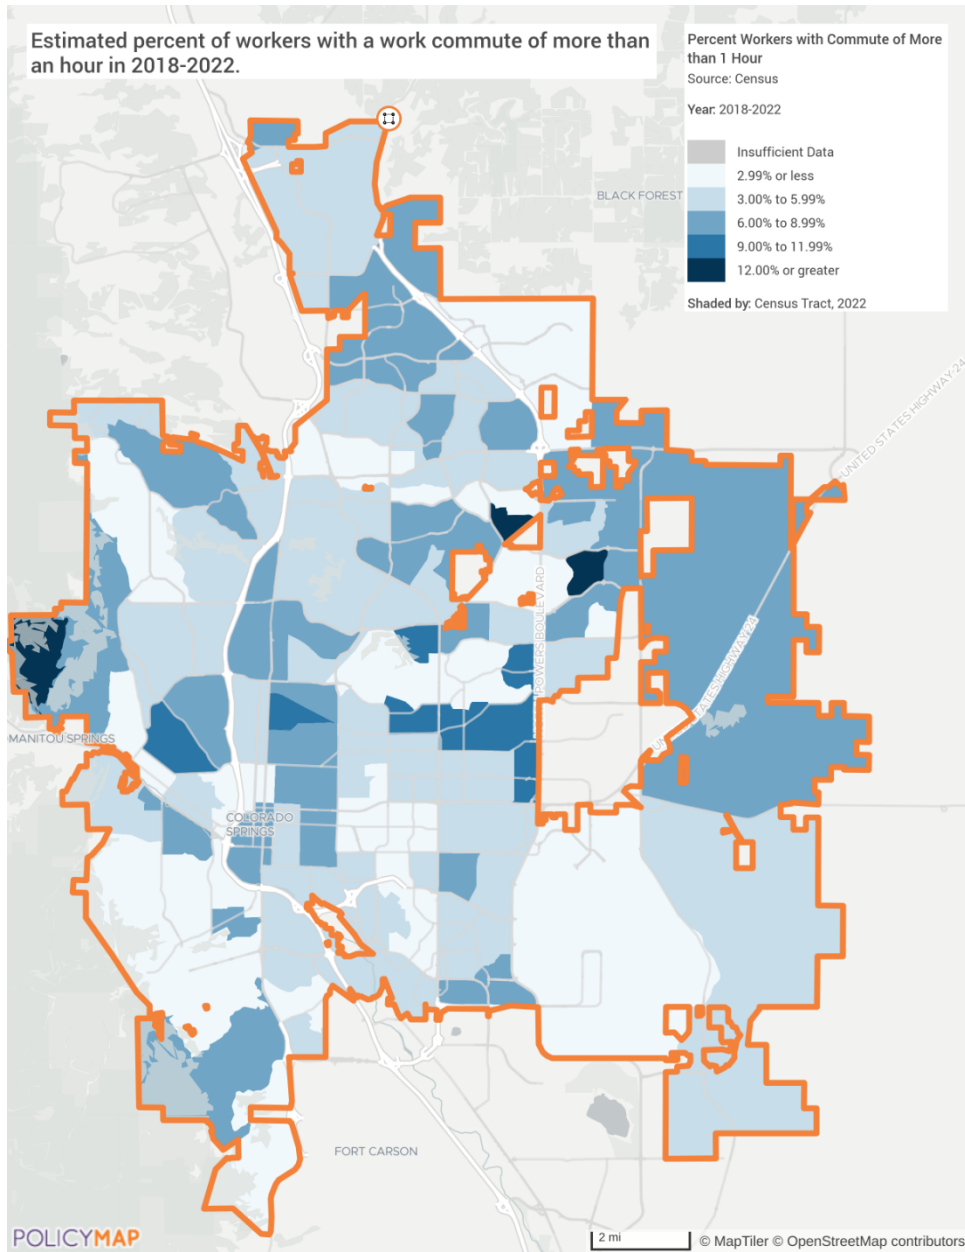 Estimated percent of workers with a work commute of more than
an hour in 2018-2022.
Percent Workers with Commute of More
than 1 Hour
Source: Census
Year: 2018-2022
Insufficient Data
2.99% or less
3.00% to 5.99%
6.00% to 8.99%
9.00% to 11.99%
12.00% or greater
Shaded by: Census Tract, 2022
BLACK FOREST
UNITED STATES HIGHWAY 24
POWERS BOULEVARD
UNITED STATES HIGHWAY 24
MANITOU SPRINGS
COLORADO
SPRINGS
FORT CARSON
POLICYMAP
2 mi
© MapTiler © OpenStreetMap contributors